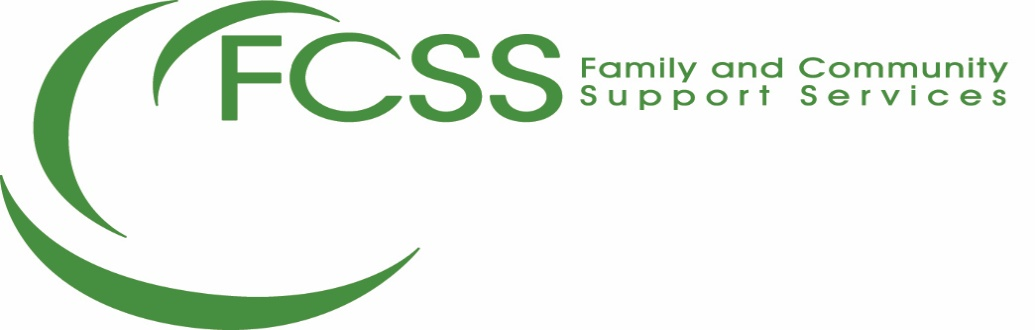 FCSS
Family and Community
Support Services